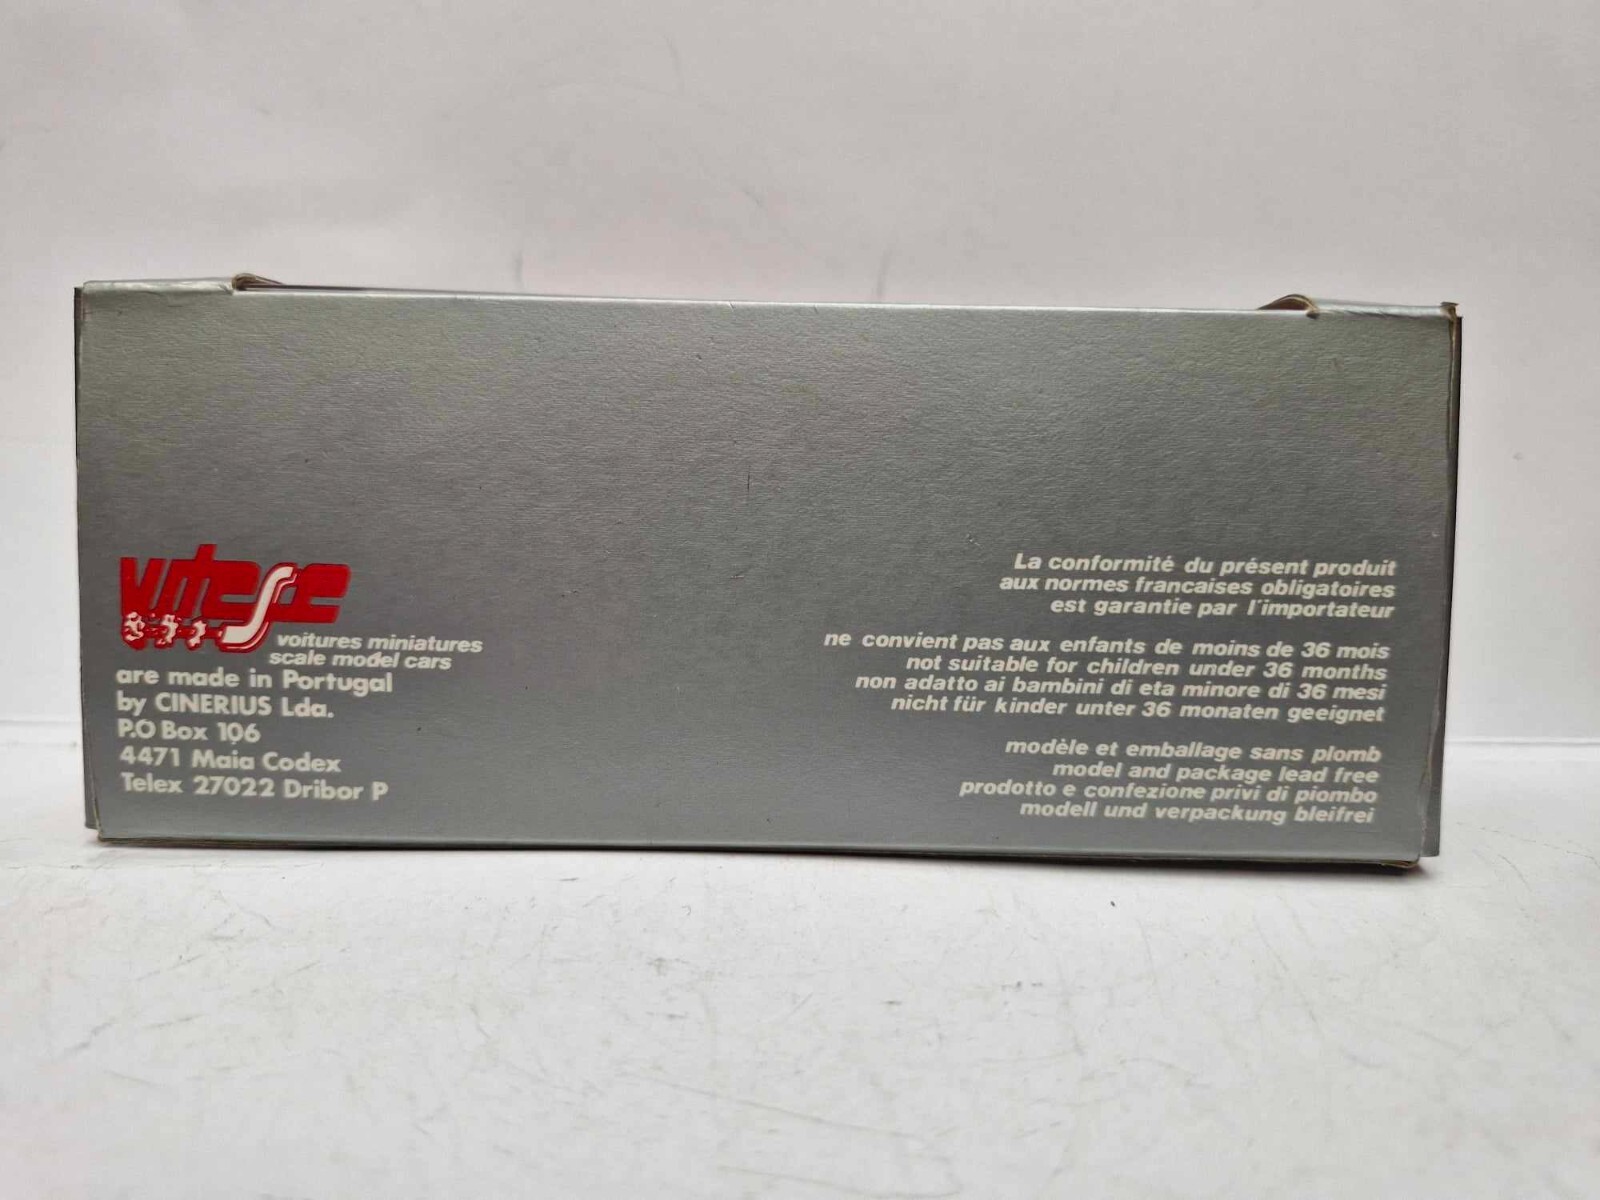 vitesse
voitures miniatures
scale model cars
are made in Portugal
by CINERIUS Lda.
P.O Box 106
4471 Maia Codex
Telex 27022 Dribor P
La conformité du présent produit
aux normes francaises obligatoires
est garantie par l'importateur
ne convient pas aux enfants de moins de 36 mois
not suitable for children under 36 months
non adatto ai bambini di eta minore di 36 mesi
nicht für kinder unter 36 monaten geeignet
modèle et emballage sans plomb
model and package lead free
prodotto e confezione privi di piombo
modell und verpackung bleifrei